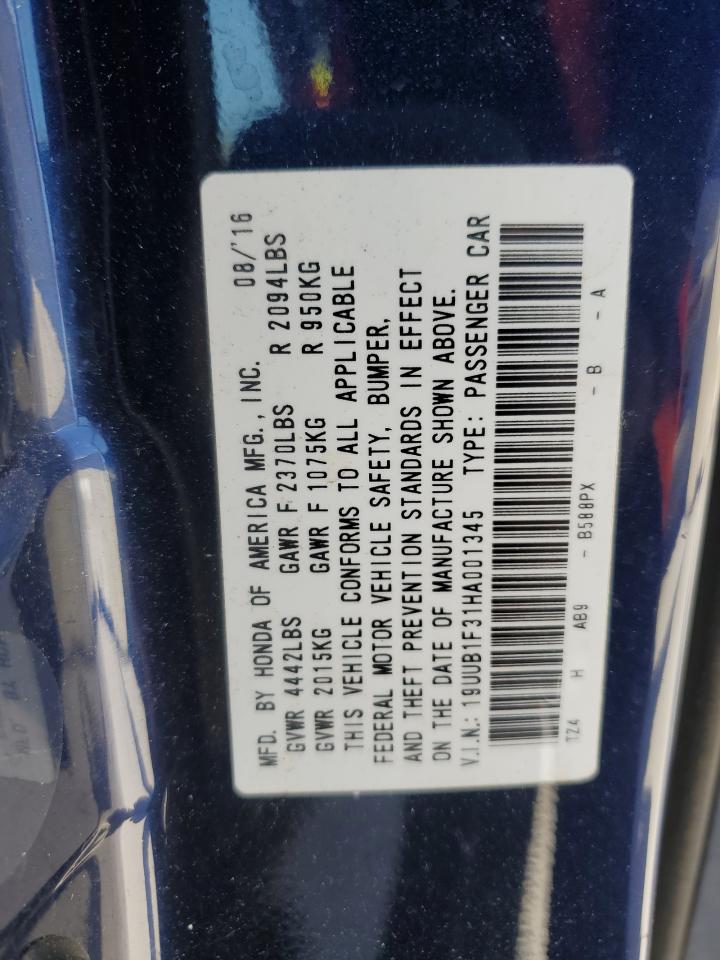 MFD. BY HONDA OF AMERICA MFG., INC. 08/'16
GVWR 4442LBS GAWR F 2370LBS R 2094LBS
GVWR 2015KG GAWR F 1075KG R 950KG
THIS VEHICLE CONFORMS TO ALL APPLICABLE
FEDERAL MOTOR VEHICLE SAFETY, BUMPER,
AND THEFT PREVENTION STANDARDS IN EFFECT
ON THE DATE OF MANUFACTURE SHOWN ABOVE.
V.I.N.: 19UUB1F31HA001345 TYPE: PASSENGER CAR
TZ4 H AB9 - B588PX - B - A